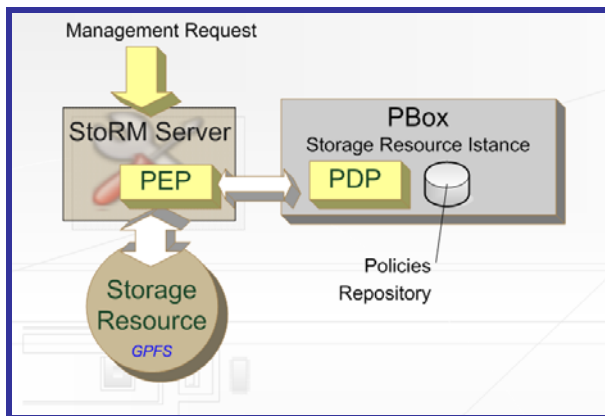 Management Request
StoRM Server
PEP
PBox
Storage Resource Istance
PDP
Policies
Repository
Storage
Resource
GPFS